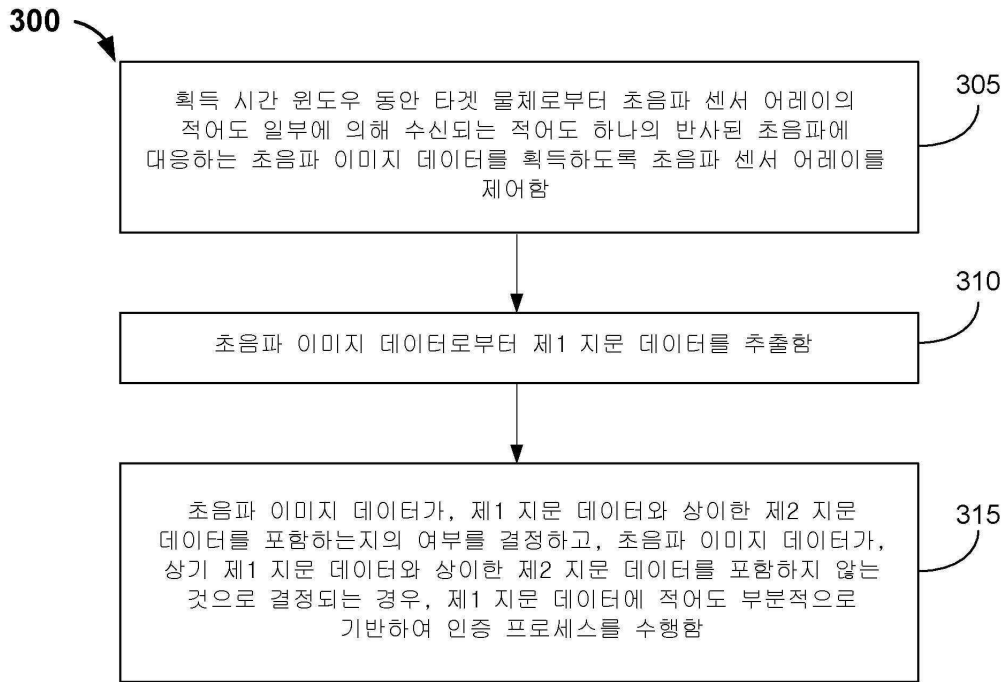 300
획득 시간 윈도우 동안 타겟 물체로부터 초음파 센서 어레이의
적어도 일부에 의해 수신되는 적어도 하나의 반사된 초음파에
대응하는 초음파 이미지 데이터를 획득하도록 초음파 센서 어레이를
제어함
305
초음파 이미지 데이터로부터 제1 지문 데이터를 추출함
310
초음파 이미지 데이터가, 제1 지문 데이터와 상이한 제2 지문
데이터를 포함하는지의 여부를 결정하고, 초음파 이미지 데이터가,
상기 제1 지문 데이터와 상이한 제2 지문 데이터를 포함하지 않는
것으로 결정되는 경우, 제1 지문 데이터에 적어도 부분적으로
기반하여 인증 프로세스를 수행함
315